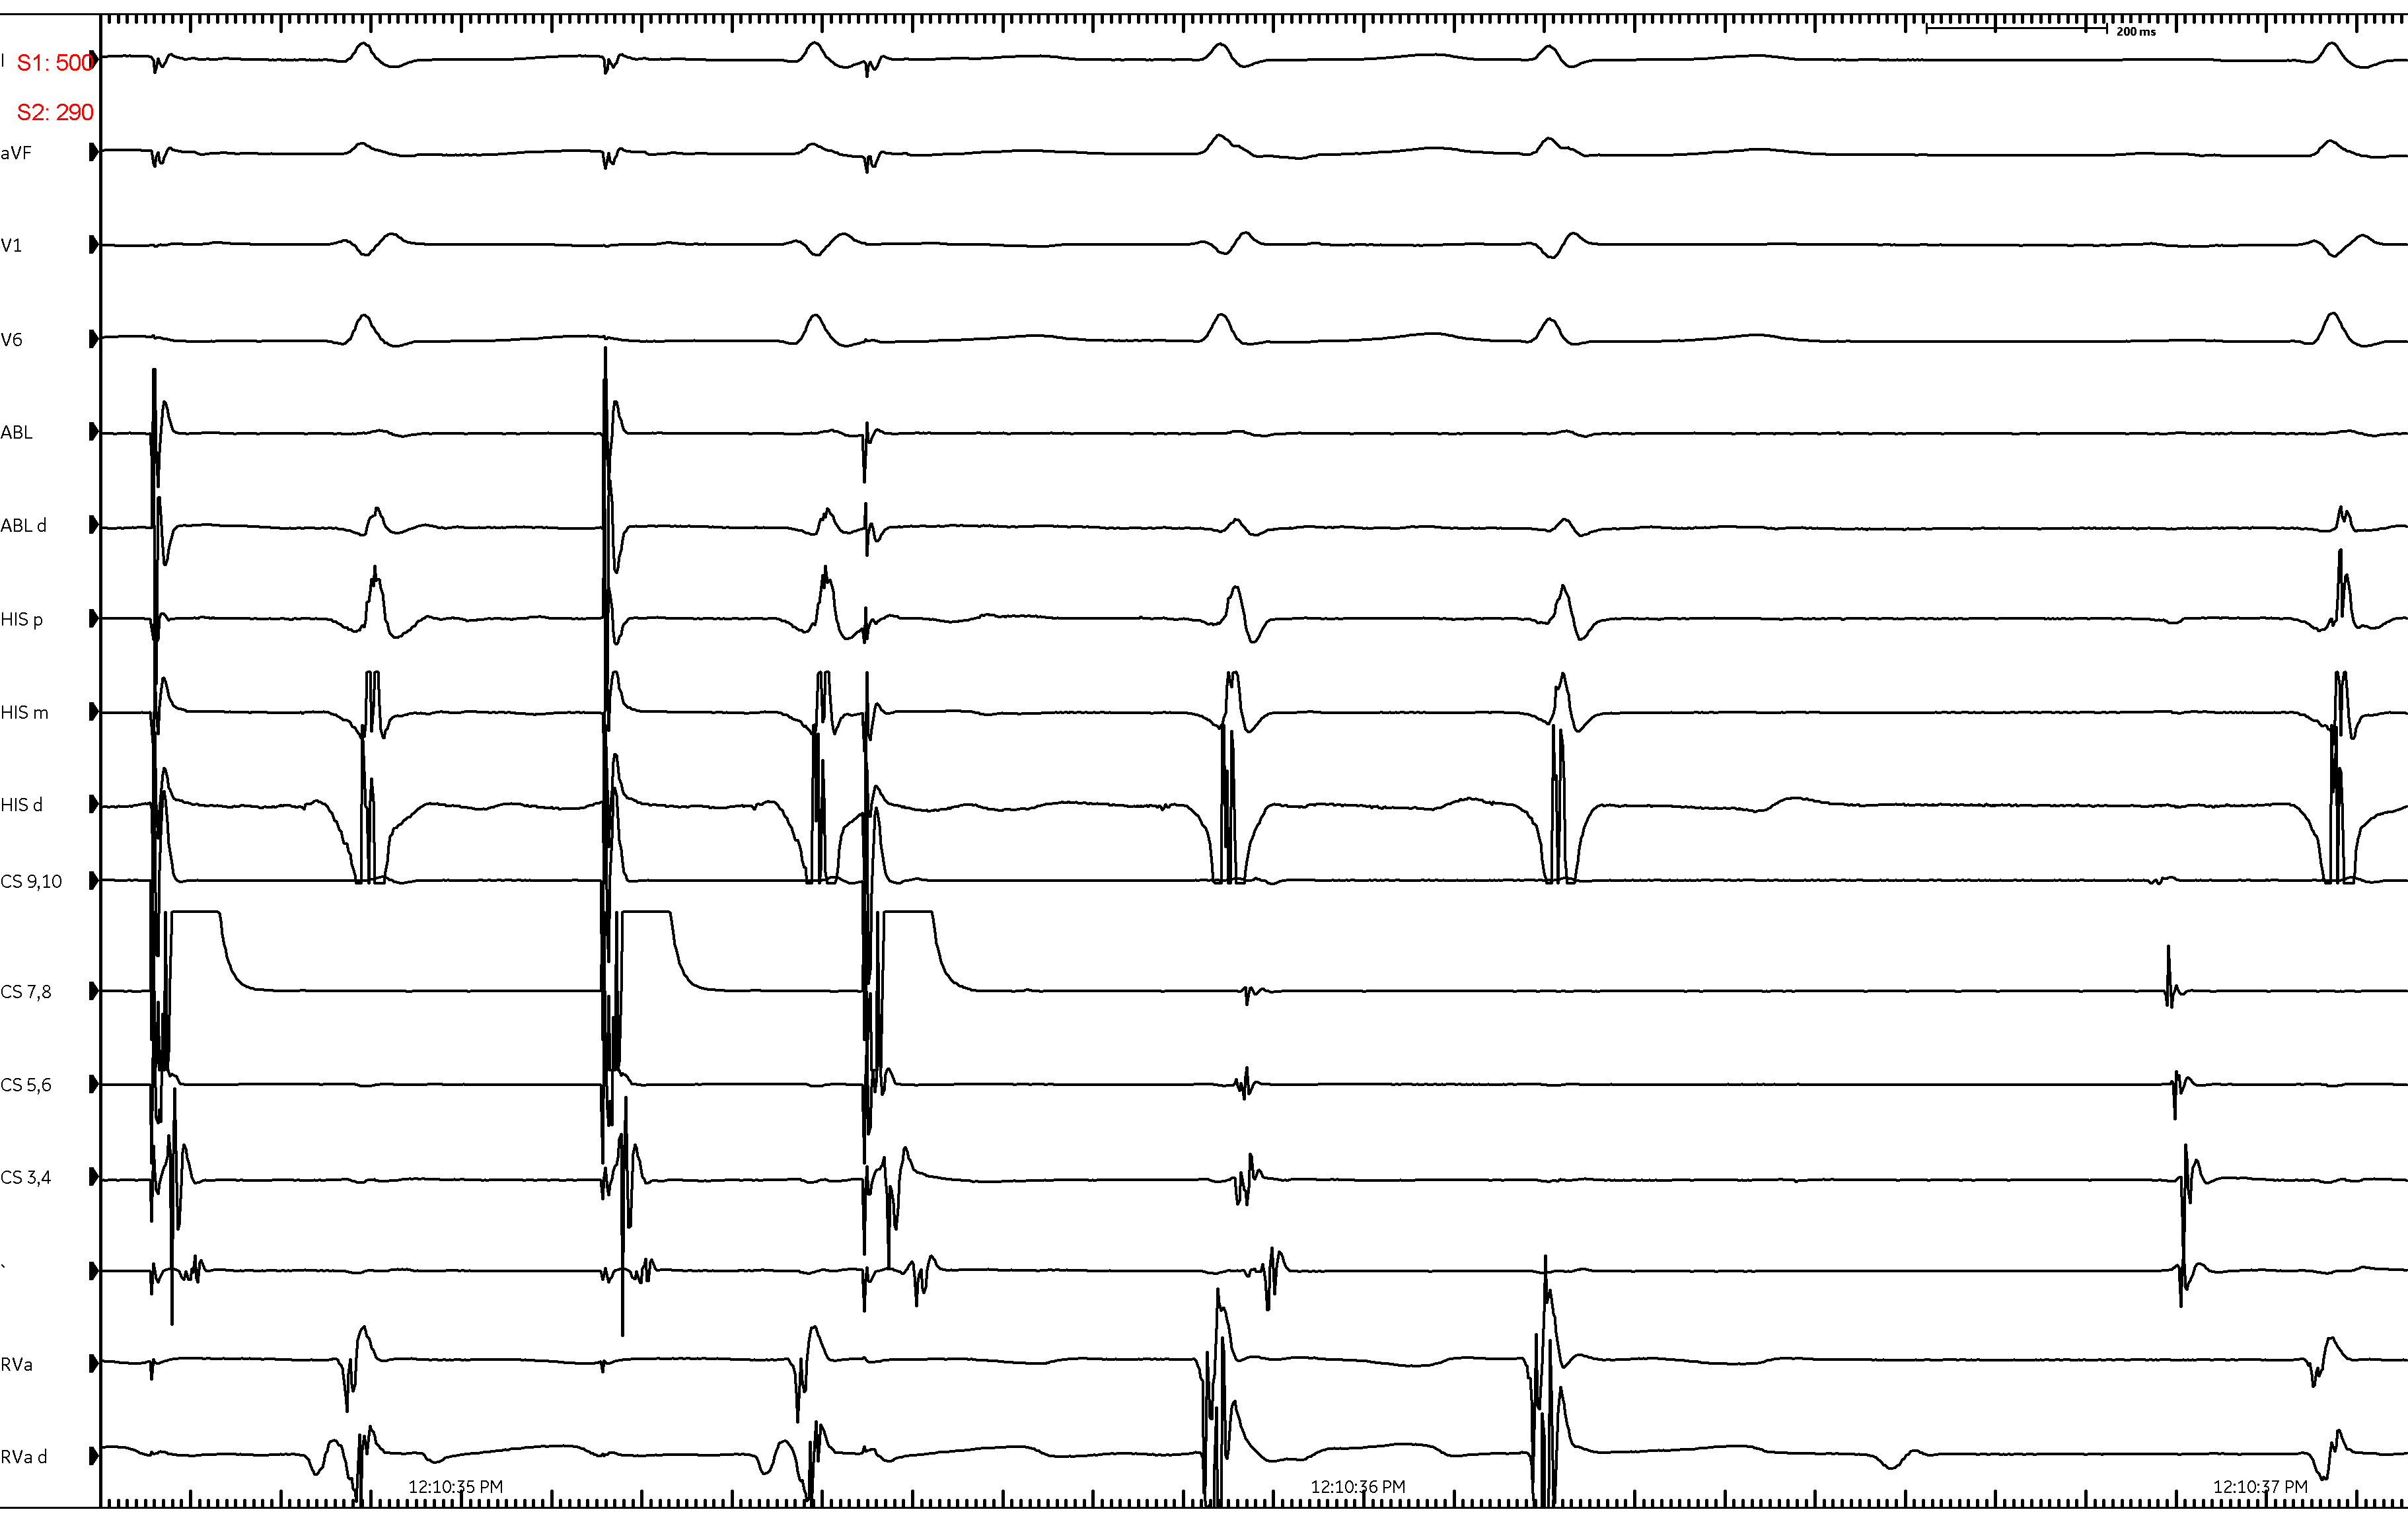 200 ms
I S1: 500
S2: 290
aVF
V1
V6
ABL
ABL d
HIS p
HIS m
HIS d
CS 9,10
CS 7,8
CS 5,6
CS 3,4
`
RVa
RVa d
12:10:35 PM 12:10:36 PM 12:10:37 PM